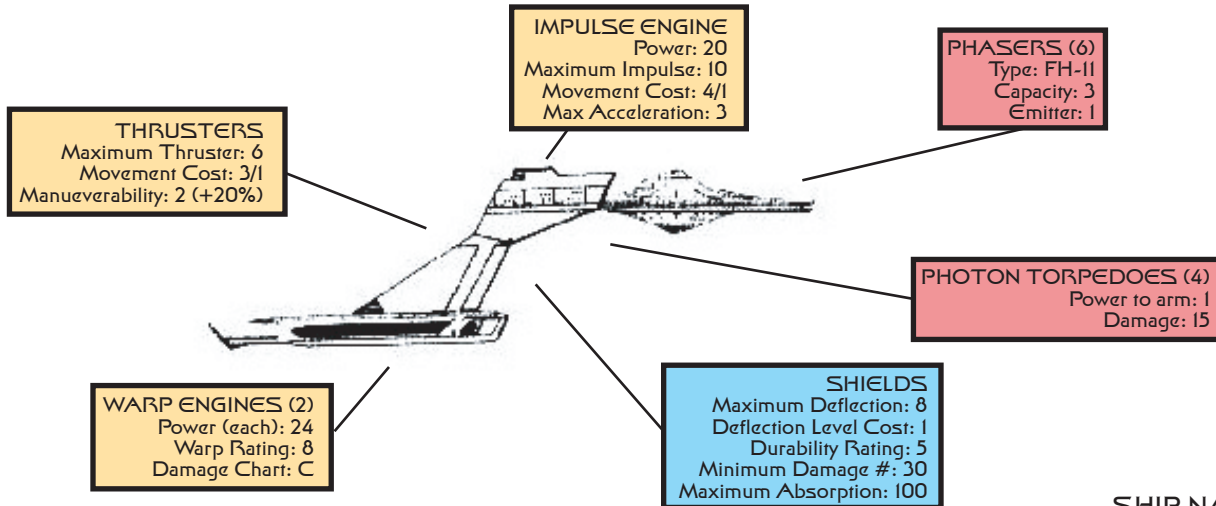 IMPULSE ENGINE
Power: 20
Maximum Impulse: 10
Movement Cost: 4/1
Max Acceleration: 3
PHASERS (6)
Type: FH-11
Capacity: 3
Emitter: 1
THRUSTERS
Maximum Thruster: 6
Movement Cost: 3/1
Manueverability: 2 (+20%)
PHOTON TORPEDOES (4)
Power to arm: 1
Damage: 15
WARP ENGINES (2)
Power (each): 24
Warp Rating: 8
Damage Chart: C
SHIELDS
Maximum Deflection: 8
Deflection Level Cost: 1
Durability Rating: 5
Minimum Damage #: 30
Maximum Absorption: 100
SHIP